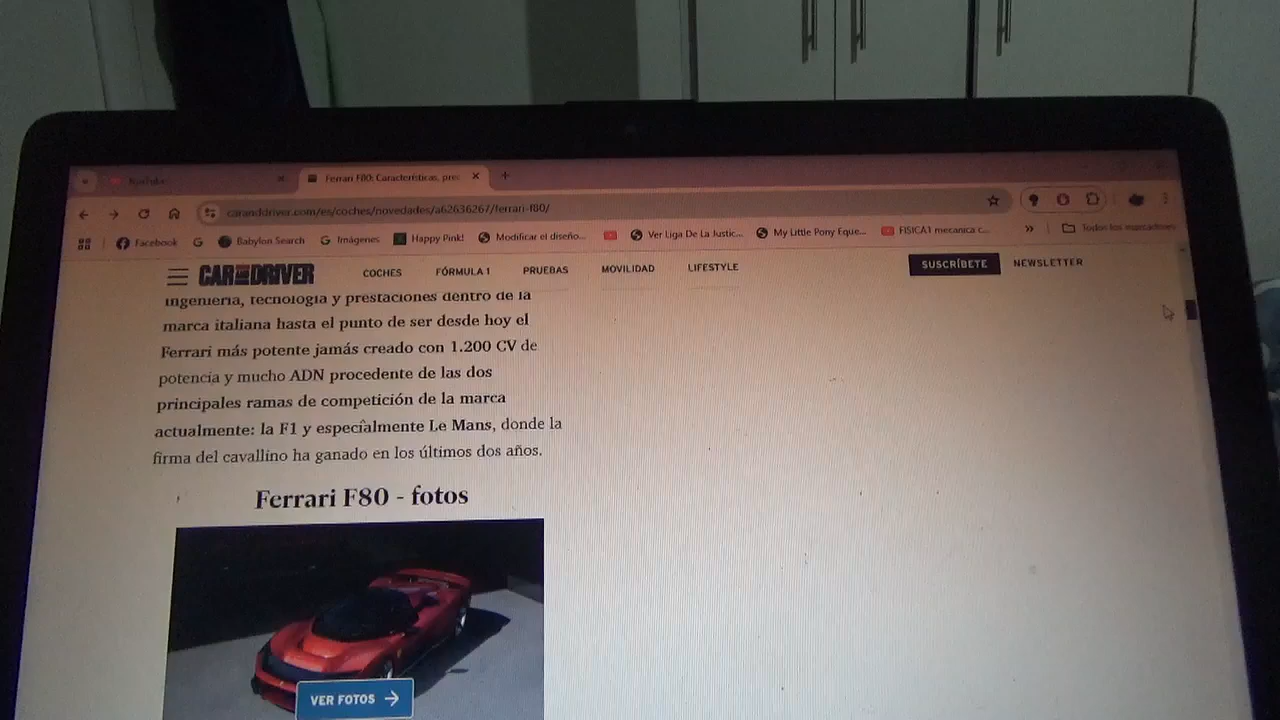 YouTube
Ferrari F80: Características, prec
caranddriver.com/es/coches/novedades/a62636267/ferrari-f80/
Facebook
Babylon Search
Imágenes
Happy Pink!
Modificar el diseño...
Ver Liga De La Justic...
My Little Pony Eque...
FISICA1 mecanica c...
»
Todos los marcadores
CAR AND DRIVER
COCHES
FÓRMULA 1
PRUEBAS
MOVILIDAD
LIFESTYLE
SUSCRÍBETE
NEWSLETTER
ingeniería, tecnología y prestaciones dentro de la
marca italiana hasta el punto de ser desde hoy el
Ferrari más potente jamás creado con 1.200 CV de
potencia y mucho ADN procedente de las dos
principales ramas de competición de la marca
actualmente: la F1 y especialmente Le Mans, donde la
firma del cavallino ha ganado en los últimos dos años.
Ferrari F80 - fotos
VER FOTOS